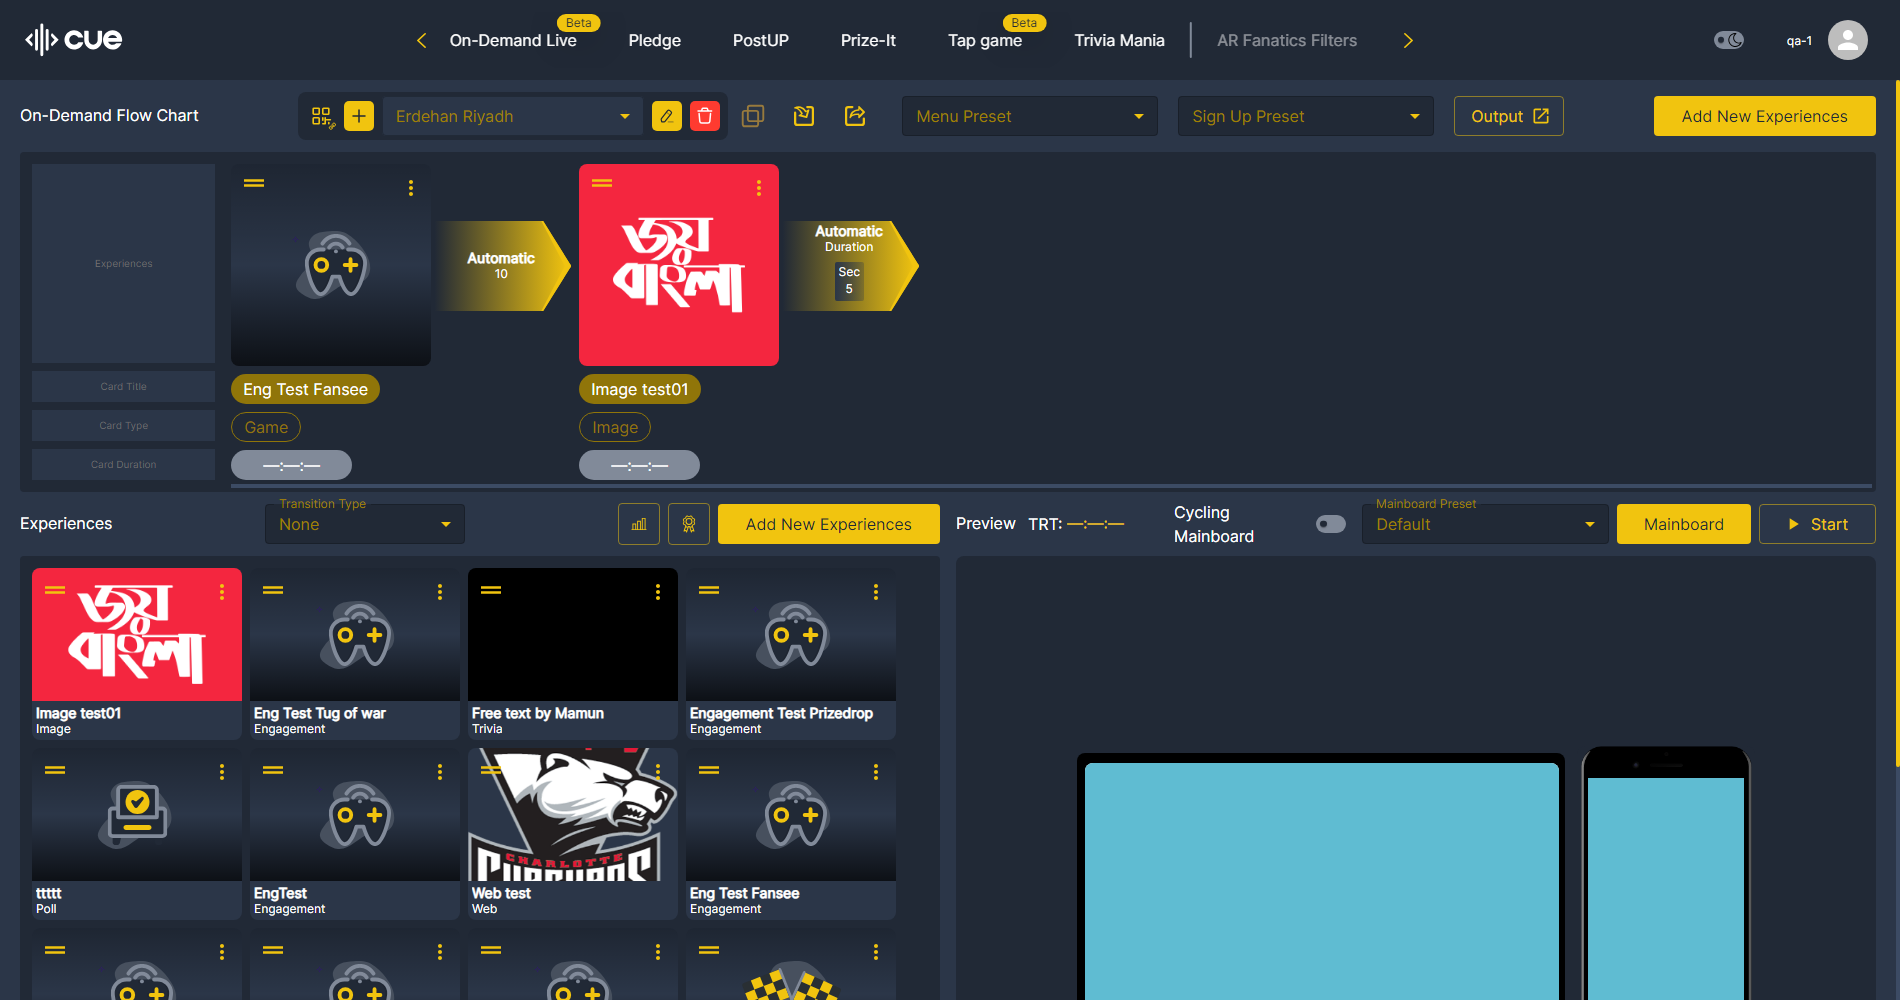 cue
On-Demand Live
Beta
Pledge
PostUP
Prize-It
Tap game
Beta
Trivia Mania
AR Fanatics Filters
qa-1
On-Demand Flow Chart
Erdehan Riyadh
Menu Preset
Sign Up Preset
Output
Add New Experiences
Experiences
Automatic
10
জয়
বাংলা
Automatic
Duration
Sec
5
Card Title
Eng Test Fansee
Image test01
Card Type
Game
Image
Card Duration
—:—:—
—:—:—
Experiences
Transition Type
None
Add New Experiences
Preview
TRT: —:—:—
Cycling
Mainboard
Mainboard Preset
Default
Mainboard
Start
জয়
বাংলা
Image test01
Image
Eng Test Tug of war
Engagement
Free text by Mamun
Trivia
Engagement Test Prizedrop
Engagement
ttttt
Poll
EngTest
Engagement
CHARLOTTE
Web test
Web
Eng Test Fansee
Engagement